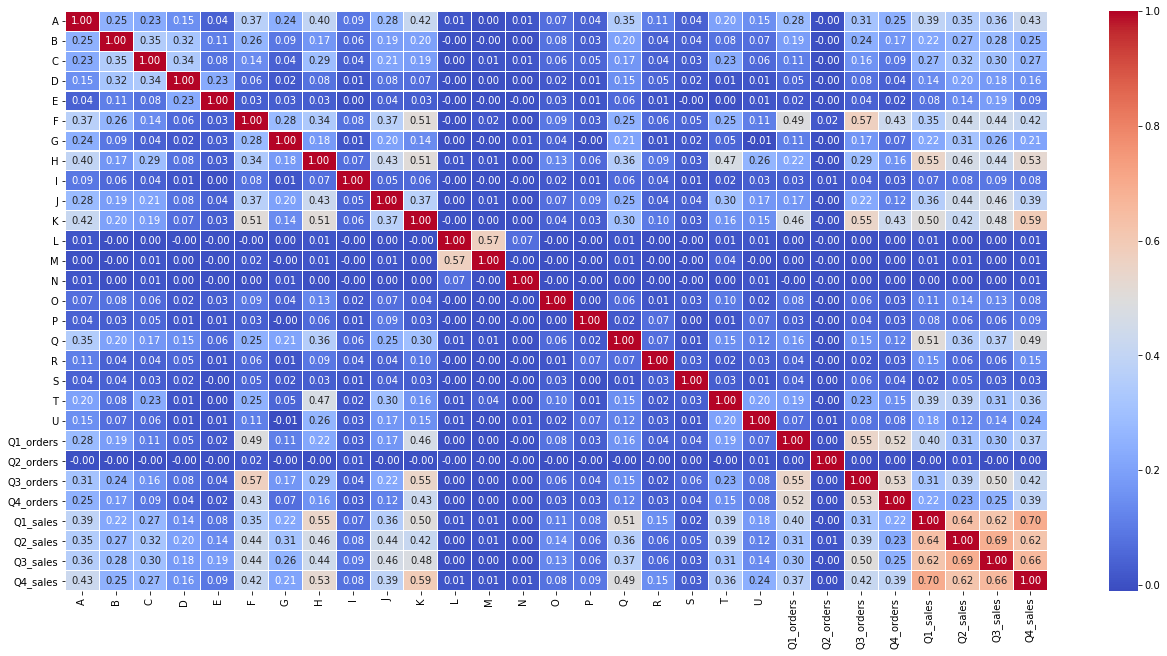 A 1.00 0.25 0.23 0.15 0.04 0.37 0.24 0.40 0.09 0.28 0.42 0.01 0.00 0.01 0.07 0.04 0.35 0.11 0.04 0.20 0.15 0.28 -0.00 0.31 0.25 0.39 0.35 0.36 0.43
B 0.25 1.00 0.35 0.32 0.11 0.26 0.09 0.17 0.06 0.19 0.20 -0.00 -0.00 0.00 0.08 0.03 0.20 0.04 0.04 0.08 0.07 0.19 -0.00 0.24 0.17 0.22 0.27 0.28 0.25
C 0.23 0.35 1.00 0.34 0.08 0.14 0.04 0.29 0.04 0.21 0.19 0.00 0.01 0.01 0.06 0.05 0.17 0.04 0.03 0.23 0.06 0.11 -0.00 0.16 0.09 0.27 0.32 0.30 0.27
D 0.15 0.32 0.34 1.00 0.23 0.06 0.02 0.08 0.01 0.08 0.07 -0.00 -0.00 0.00 0.02 0.01 0.15 0.05 0.02 0.01 0.01 0.05 -0.00 0.08 0.04 0.14 0.20 0.18 0.16
E 0.04 0.11 0.08 0.23 1.00 0.03 0.03 0.03 0.00 0.04 0.03 -0.00 -0.00 -0.00 0.03 0.01 0.06 0.01 -0.00 0.00 0.01 0.02 -0.00 0.04 0.02 0.08 0.14 0.19 0.09
F 0.37 0.26 0.14 0.06 0.03 1.00 0.28 0.34 0.08 0.37 0.51 -0.00 0.02 0.00 0.09 0.03 0.25 0.06 0.05 0.25 0.11 0.49 0.02 0.57 0.43 0.35 0.44 0.44 0.42
G 0.24 0.09 0.04 0.02 0.03 0.28 1.00 0.18 0.01 0.20 0.14 0.00 -0.00 0.01 0.04 -0.00 0.21 0.01 0.02 0.05 -0.01 0.11 -0.00 0.17 0.07 0.22 0.31 0.26 0.21
H 0.40 0.17 0.29 0.08 0.03 0.34 0.18 1.00 0.07 0.43 0.51 0.01 0.01 0.00 0.13 0.06 0.36 0.09 0.03 0.47 0.26 0.22 -0.00 0.29 0.16 0.55 0.46 0.44 0.53
I 0.09 0.06 0.04 0.01 0.00 0.08 0.01 0.07 1.00 0.05 0.06 -0.00 -0.00 -0.00 0.02 0.01 0.06 0.04 0.01 0.02 0.03 0.03 0.01 0.04 0.03 0.07 0.08 0.09 0.08
J 0.28 0.19 0.21 0.08 0.04 0.37 0.20 0.43 0.05 1.00 0.37 0.00 0.01 0.00 0.07 0.09 0.25 0.04 0.04 0.30 0.17 0.17 -0.00 0.22 0.12 0.36 0.44 0.46 0.39
K 0.42 0.20 0.19 0.07 0.03 0.51 0.14 0.51 0.06 0.37 1.00 -0.00 0.00 0.00 0.04 0.03 0.30 0.10 0.03 0.16 0.15 0.46 -0.00 0.55 0.43 0.50 0.42 0.48 0.59
L 0.01 -0.00 0.00 -0.00 -0.00 -0.00 0.00 0.01 -0.00 0.00 -0.00 1.00 0.57 0.07 -0.00 -0.00 0.01 -0.00 -0.00 0.01 0.01 0.00 -0.00 0.00 0.00 0.01 0.00 0.00 0.01
M 0.00 -0.00 0.01 -0.00 -0.00 0.02 -0.00 0.01 -0.00 0.01 0.00 0.57 1.00 -0.00 0.00 -0.00 0.01 -0.00 0.00 0.04 -0.00 0.00 -0.00 0.00 0.00 0.01 0.01 0.00 0.01
N 0.01 0.00 0.01 0.00 -0.00 0.00 0.01 0.00 -0.00 0.00 0.00 0.07 -0.00 1.00 -0.00 -0.00 -0.00 0.01 0.00 0.00 0.01 -0.00 -0.00 0.00 -0.00 0.00 0.00 0.00 0.01
O 0.07 0.08 0.06 0.02 0.03 0.09 0.04 0.13 0.02 0.07 0.04 -0.00 0.00 -0.00 1.00 0.00 0.06 0.01 0.03 0.10 0.02 0.08 -0.00 0.06 0.03 0.11 0.14 0.13 0.08
P 0.04 0.03 0.05 0.01 0.01 0.03 -0.00 0.06 0.01 0.09 0.03 -0.00 -0.00 -0.00 0.00 1.00 0.02 0.07 0.00 0.01 0.07 0.03 -0.00 0.04 0.03 0.08 0.06 0.06 0.09
Q 0.35 0.20 0.17 0.15 0.06 0.25 0.21 0.36 0.06 0.25 0.30 0.01 0.01 -0.00 0.06 0.02 1.00 0.07 0.01 0.15 0.12 0.16 -0.00 0.15 0.12 0.51 0.36 0.37 0.49
R 0.11 0.04 0.04 0.05 0.01 0.06 0.01 0.09 0.04 0.04 0.10 -0.00 -0.00 0.01 0.01 0.07 0.07 1.00 0.03 0.02 0.03 0.04 -0.00 0.02 0.03 0.15 0.06 0.06 0.15
S 0.04 0.04 0.03 0.02 -0.00 0.05 0.02 0.03 0.01 0.04 0.03 -0.00 0.00 0.00 0.03 0.00 0.01 0.03 1.00 0.03 0.01 0.04 0.00 0.06 0.04 0.02 0.05 0.03 0.03
T 0.20 0.08 0.23 0.01 0.00 0.25 0.05 0.47 0.02 0.30 0.16 0.01 0.04 0.00 0.10 0.01 0.15 0.02 0.03 1.00 0.20 0.19 -0.00 0.23 0.15 0.39 0.39 0.31 0.36
U 0.15 0.07 0.06 0.01 0.01 0.11 -0.01 0.26 0.03 0.17 0.15 0.01 -0.00 0.01 0.02 0.07 0.12 0.03 0.01 0.20 1.00 0.07 0.01 0.08 0.08 0.18 0.12 0.14 0.24
Q1_orders 0.28 0.19 0.11 0.05 0.02 0.49 0.11 0.22 0.03 0.17 0.46 0.00 0.00 -0.00 0.08 0.03 0.16 0.04 0.04 0.19 0.07 1.00 0.00 0.55 0.52 0.40 0.31 0.30 0.37
Q2_orders -0.00 -0.00 -0.00 -0.00 -0.00 0.02 -0.00 -0.00 0.01 -0.00 -0.00 -0.00 -0.00 -0.00 -0.00 -0.00 -0.00 -0.00 0.00 -0.00 0.01 0.00 1.00 0.00 0.00 -0.00 0.01 -0.00 0.00
Q3_orders 0.31 0.24 0.16 0.08 0.04 0.57 0.17 0.29 0.04 0.22 0.55 0.00 0.00 0.00 0.06 0.04 0.15 0.02 0.06 0.23 0.08 0.55 0.00 1.00 0.53 0.31 0.39 0.50 0.42
Q4_orders 0.25 0.17 0.09 0.04 0.02 0.43 0.07 0.16 0.03 0.12 0.43 0.00 0.00 -0.00 0.03 0.03 0.12 0.03 0.04 0.15 0.08 0.52 0.00 0.53 1.00 0.22 0.23 0.25 0.39
Q1_sales 0.39 0.22 0.27 0.14 0.08 0.35 0.22 0.55 0.07 0.36 0.50 0.01 0.01 0.00 0.11 0.08 0.51 0.15 0.02 0.39 0.18 0.40 -0.00 0.31 0.22 1.00 0.64 0.62 0.70
Q2_sales 0.35 0.27 0.32 0.20 0.14 0.44 0.31 0.46 0.08 0.44 0.42 0.00 0.01 0.00 0.14 0.06 0.36 0.06 0.05 0.39 0.12 0.31 0.01 0.39 0.23 0.64 1.00 0.69 0.62
Q3_sales 0.36 0.28 0.30 0.18 0.19 0.44 0.26 0.44 0.09 0.46 0.48 0.00 0.00 0.00 0.13 0.06 0.37 0.06 0.03 0.31 0.14 0.30 -0.00 0.50 0.25 0.62 0.69 1.00 0.66
Q4_sales 0.43 0.25 0.27 0.16 0.09 0.42 0.21 0.53 0.08 0.39 0.59 0.01 0.01 0.01 0.08 0.09 0.49 0.15 0.03 0.36 0.24 0.37 0.00 0.42 0.39 0.70 0.62 0.66 1.00
A B C D E F G H I J K L M N O P Q R S T U Q1_orders Q2_orders Q3_orders Q4_orders Q1_sales Q2_sales Q3_sales Q4_sales
1.0
0.8
0.6
0.4
0.2
0.0